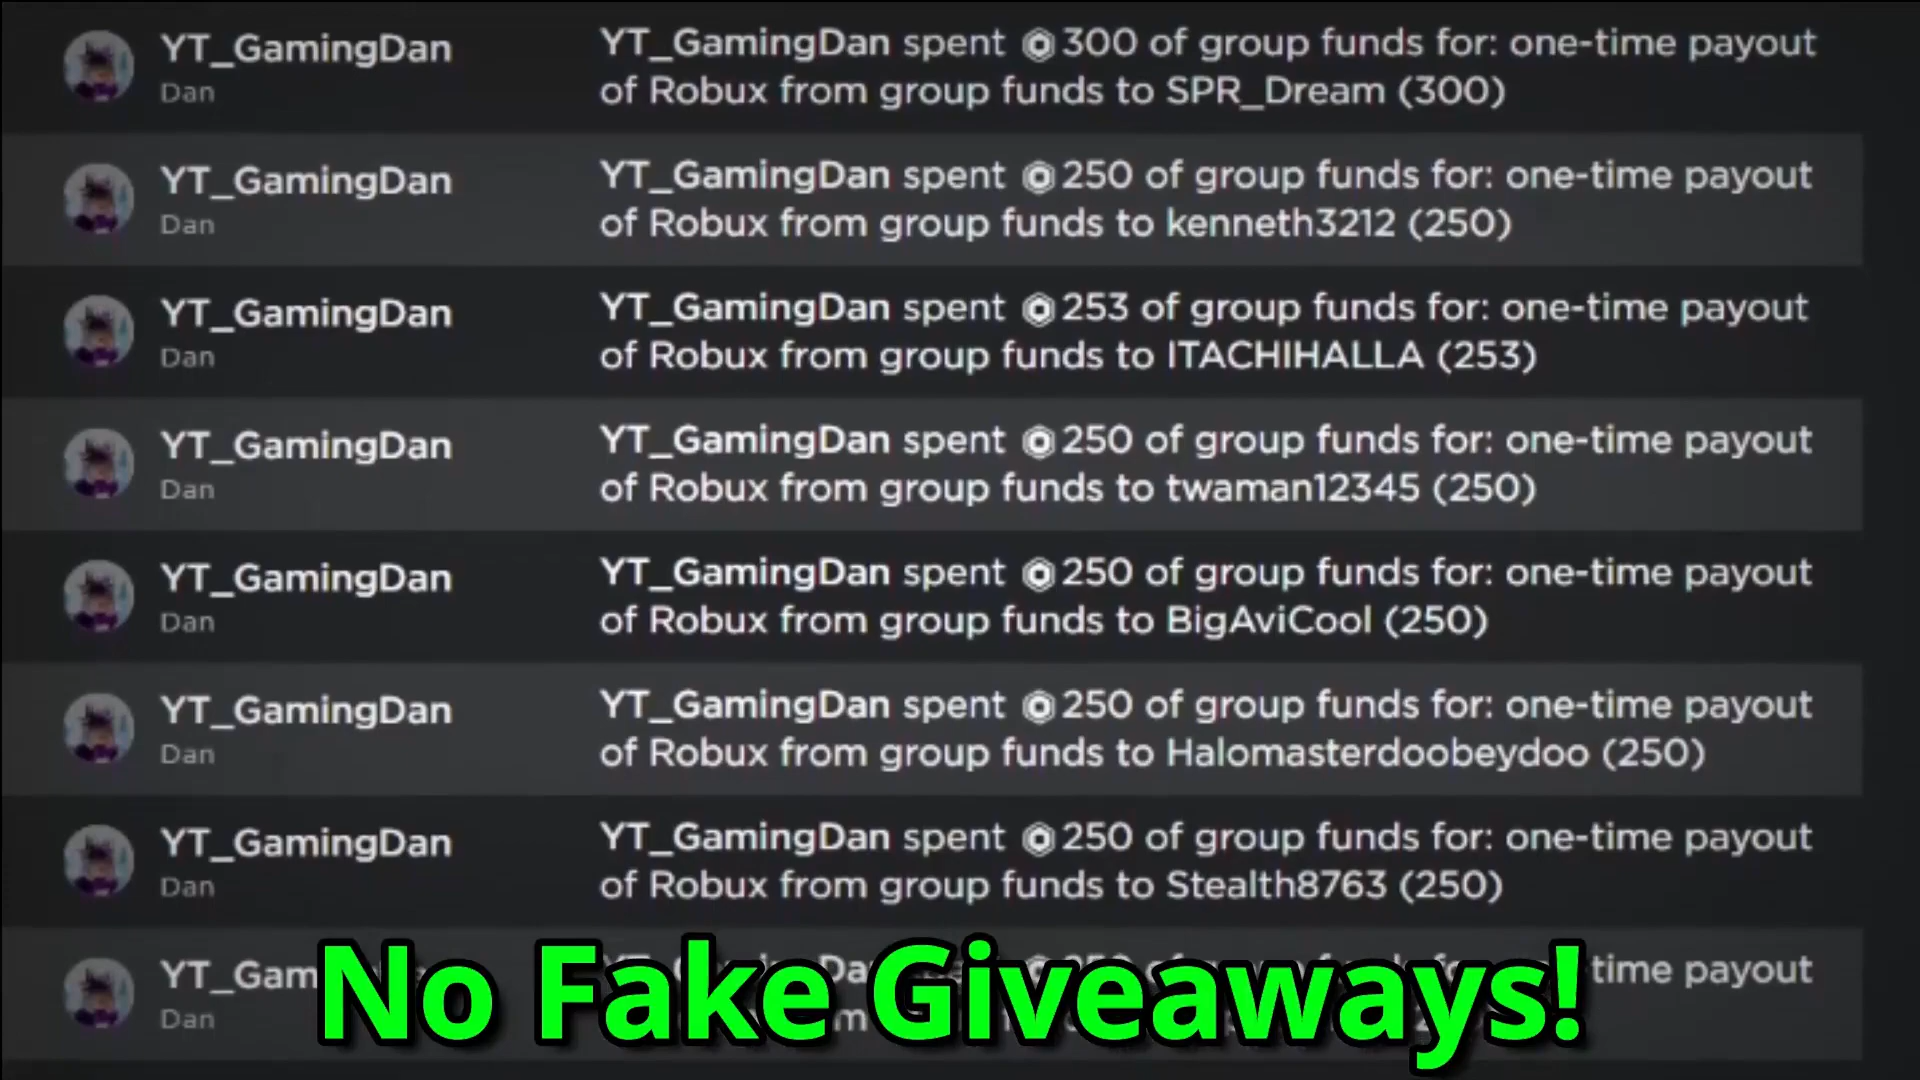 YT_GamingDan
Dan
YT_GamingDan spent 300 of group funds for: one-time payout
of Robux from group funds to SPR_Dream (300)
YT_GamingDan
Dan
YT_GamingDan spent 250 of group funds for: one-time payout
of Robux from group funds to kenneth3212 (250)
YT_GamingDan
Dan
YT_GamingDan spent 253 of group funds for: one-time payout
of Robux from group funds to ITACHIHALLA (253)
YT_GamingDan
Dan
YT_GamingDan spent 250 of group funds for: one-time payout
of Robux from group funds to twaman12345 (250)
YT_GamingDan
Dan
YT_GamingDan spent 250 of group funds for: one-time payout
of Robux from group funds to BigAviCool (250)
YT_GamingDan
Dan
YT_GamingDan spent 250 of group funds for: one-time payout
of Robux from group funds to Halomasterdoobeydoo (250)
YT_GamingDan
Dan
YT_GamingDan spent 250 of group funds for: one-time payout
of Robux from group funds to Stealth8763 (250)
Dan
time payout
No Fake Giveaways!